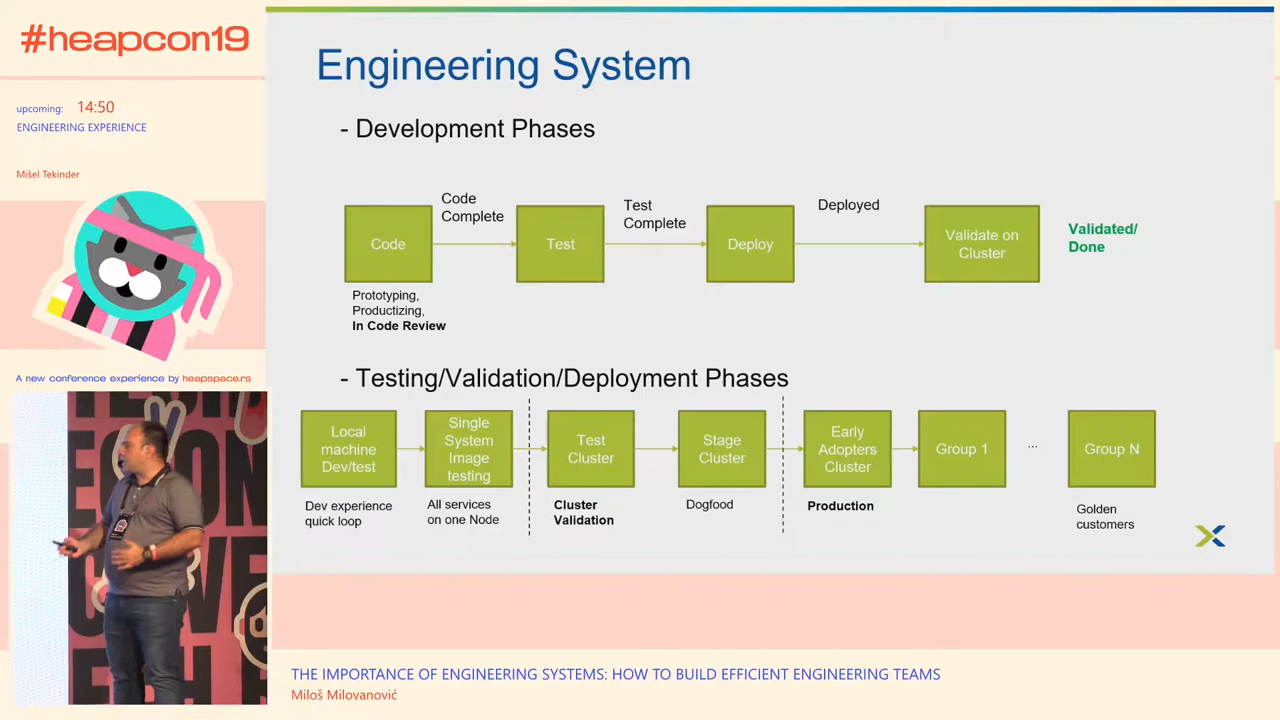 #heapcon19
upcoming: 14:50
ENGINEERING EXPERIENCE
Mišel Tekinder
A new conference experience by heapspace.rs
Engineering System
- Development Phases
Code
Code
Complete
Test
Test
Complete
Deploy
Deployed
Validate on
Cluster
Validated/
Done
Prototyping,
Productizing,
In Code Review
- Testing/Validation/Deployment Phases
Local
machine
Dev/test
Single
System
Image
testing
Test
Cluster
Stage
Cluster
Early
Adopters
Cluster
Group 1
...
Group N
Dev experience
quick loop
All services
on one Node
Cluster
Validation
Dogfood
Production
Golden
customers
THE IMPORTANCE OF ENGINEERING SYSTEMS: HOW TO BUILD EFFICIENT ENGINEERING TEAMS
Miloš Milovanović